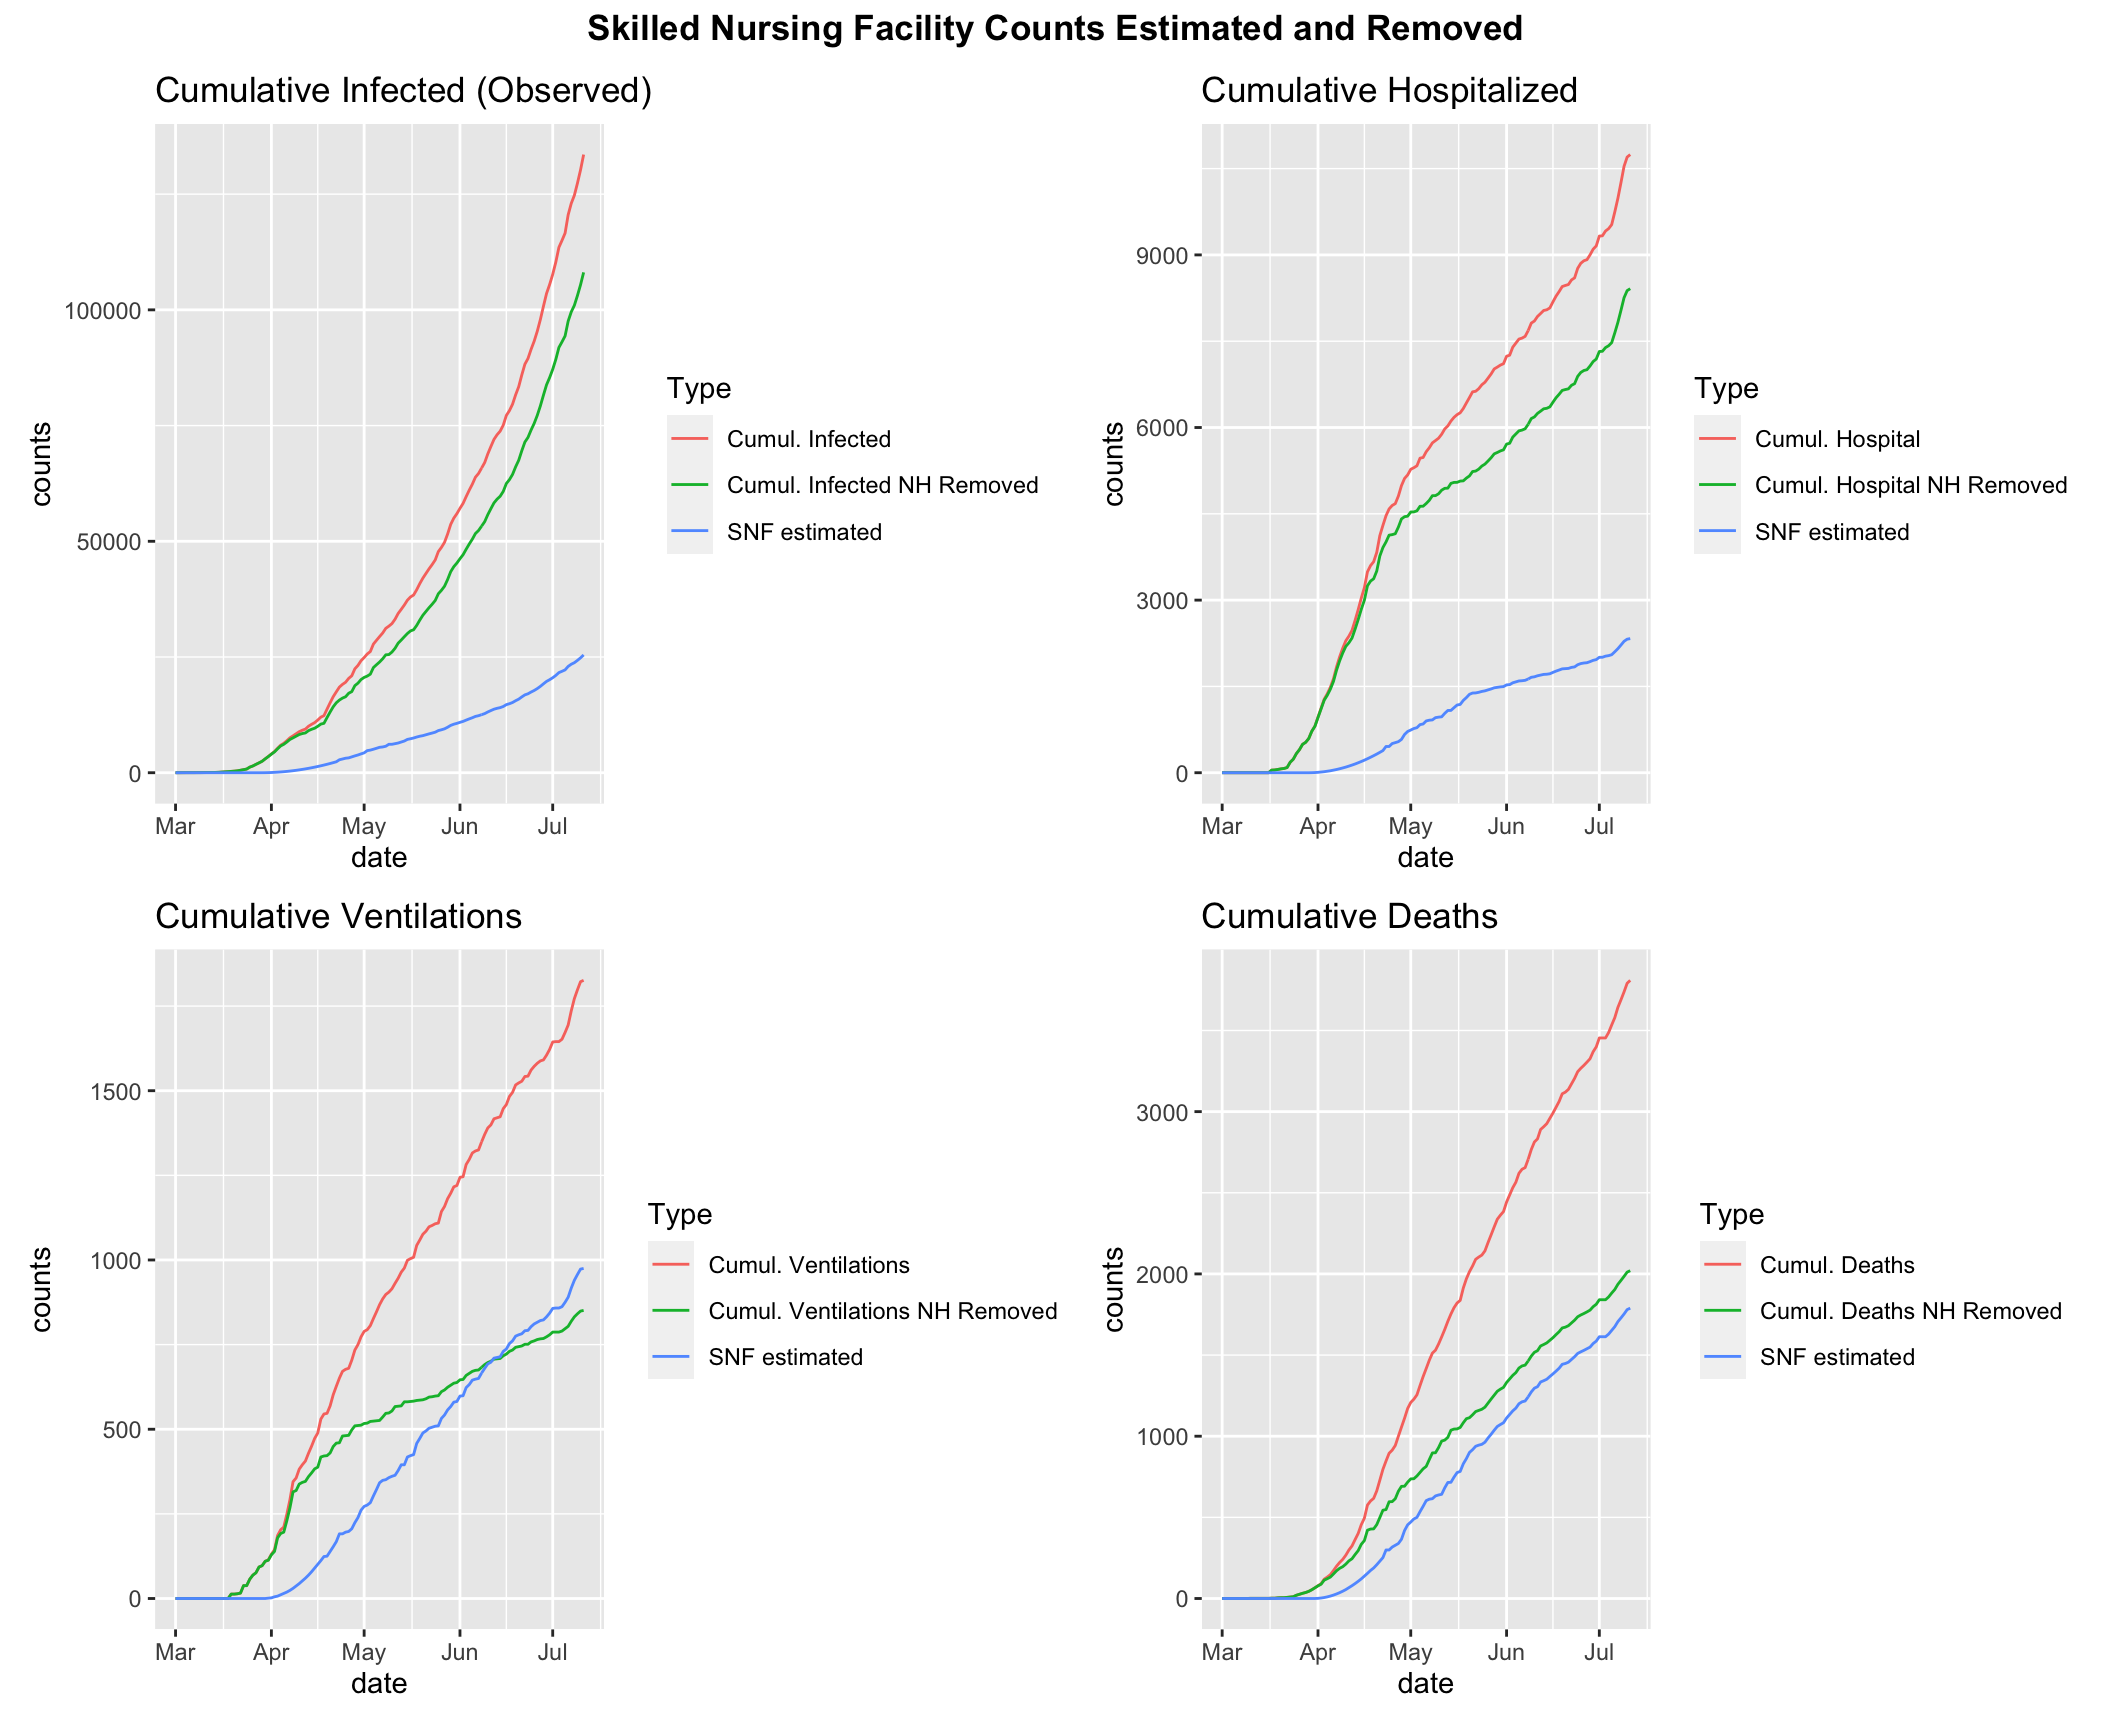 Skilled Nursing Facility Counts Estimated and Removed
Cumulative Infected (Observed)
counts
100000
50000
0
Mar Apr May Jun Jul
date
Type
Cumul. Infected
Cumul. Infected NH Removed
SNF estimated
Cumulative Hospitalized
counts
9000
6000
3000
0
Mar Apr May Jun Jul
date
Type
Cumul. Hospital
Cumul. Hospital NH Removed
SNF estimated
Cumulative Ventilations
counts
1500
1000
500
0
Mar Apr May Jun Jul
date
Type
Cumul. Ventilations
Cumul. Ventilations NH Removed
SNF estimated
Cumulative Deaths
counts
3000
2000
1000
0
Mar Apr May Jun Jul
date
Type
Cumul. Deaths
Cumul. Deaths NH Removed
SNF estimated